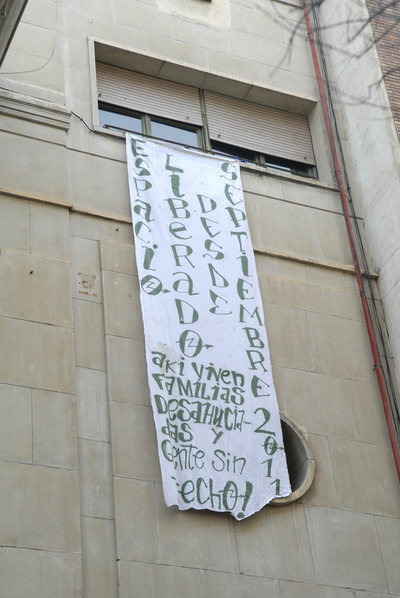 ESPACIO
LIBERADO
DESDE
SEPTIEMBRE 2011
aki viven
FAMILIAS
DESAHUCIA-
das y
Gente Sin
techO!